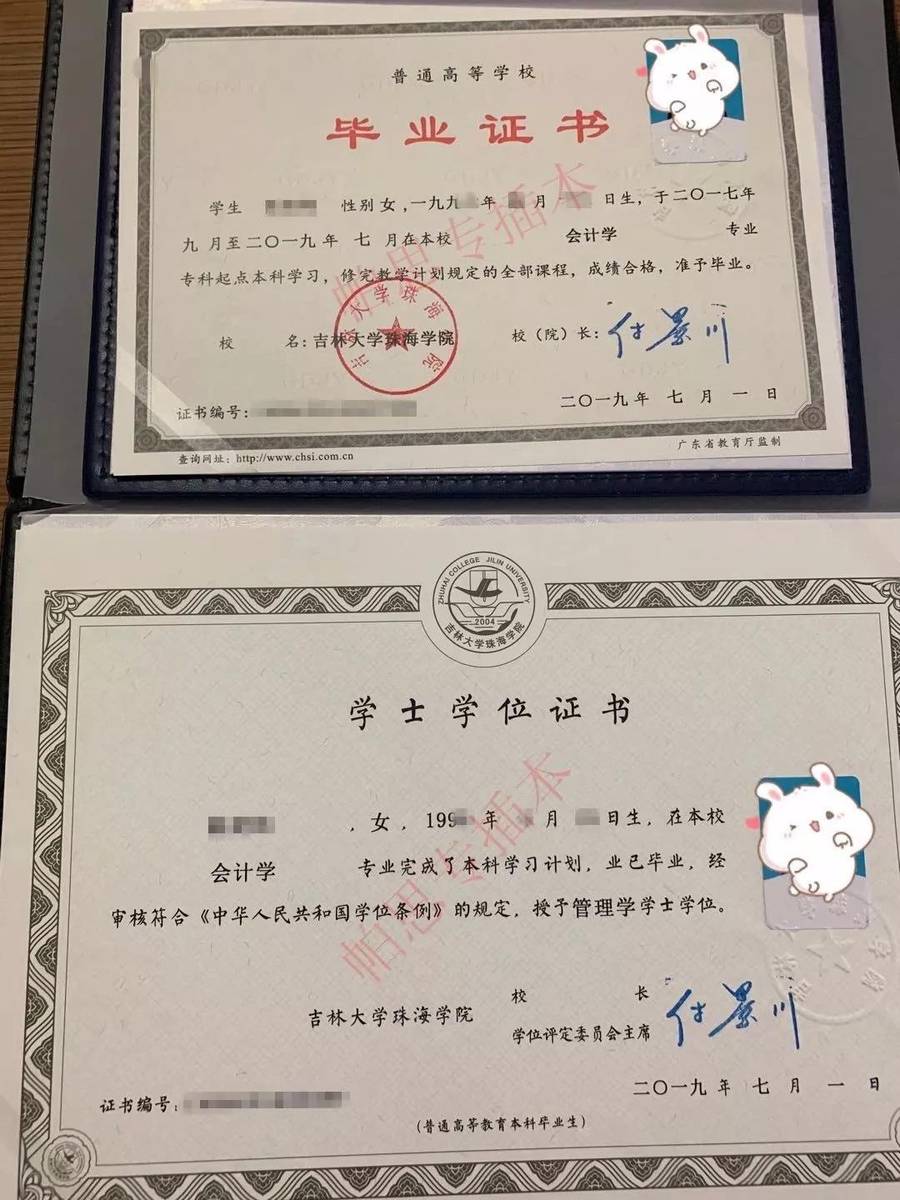 普通高等学校
毕业证书
学生 性别 女，一九九 年 月 日生，于二〇一七年
九 月至二〇一九年 七 月在本校 会计学 专业
专科起点本科学习，修完教学计划规定的全部课程，成绩合格，准予毕业。
校 名：吉林大学珠海学院 校（院）长：付景川
吉林大学珠海学院
证书编号： 二〇一九年 七 月 一 日
查询网址：http://www.chsi.com.cn 广东省教育厅监制
帕思专插本
ZHUHAI COLLEGE JILIN UNIVERSITY
2004
吉林大学珠海学院
学士学位证书
，女，199 年 月 日生，在本校
会计学 专业完成了本科学习计划，业已毕业，经
审核符合《中华人民共和国学位条例》的规定，授予管理学学士学位。
帕思专插本
吉林大学珠海学院 校 长
学位评定委员会主席 付景川
证书编号： 二〇一九年 七 月 一 日
（普通高等教育本科毕业生）